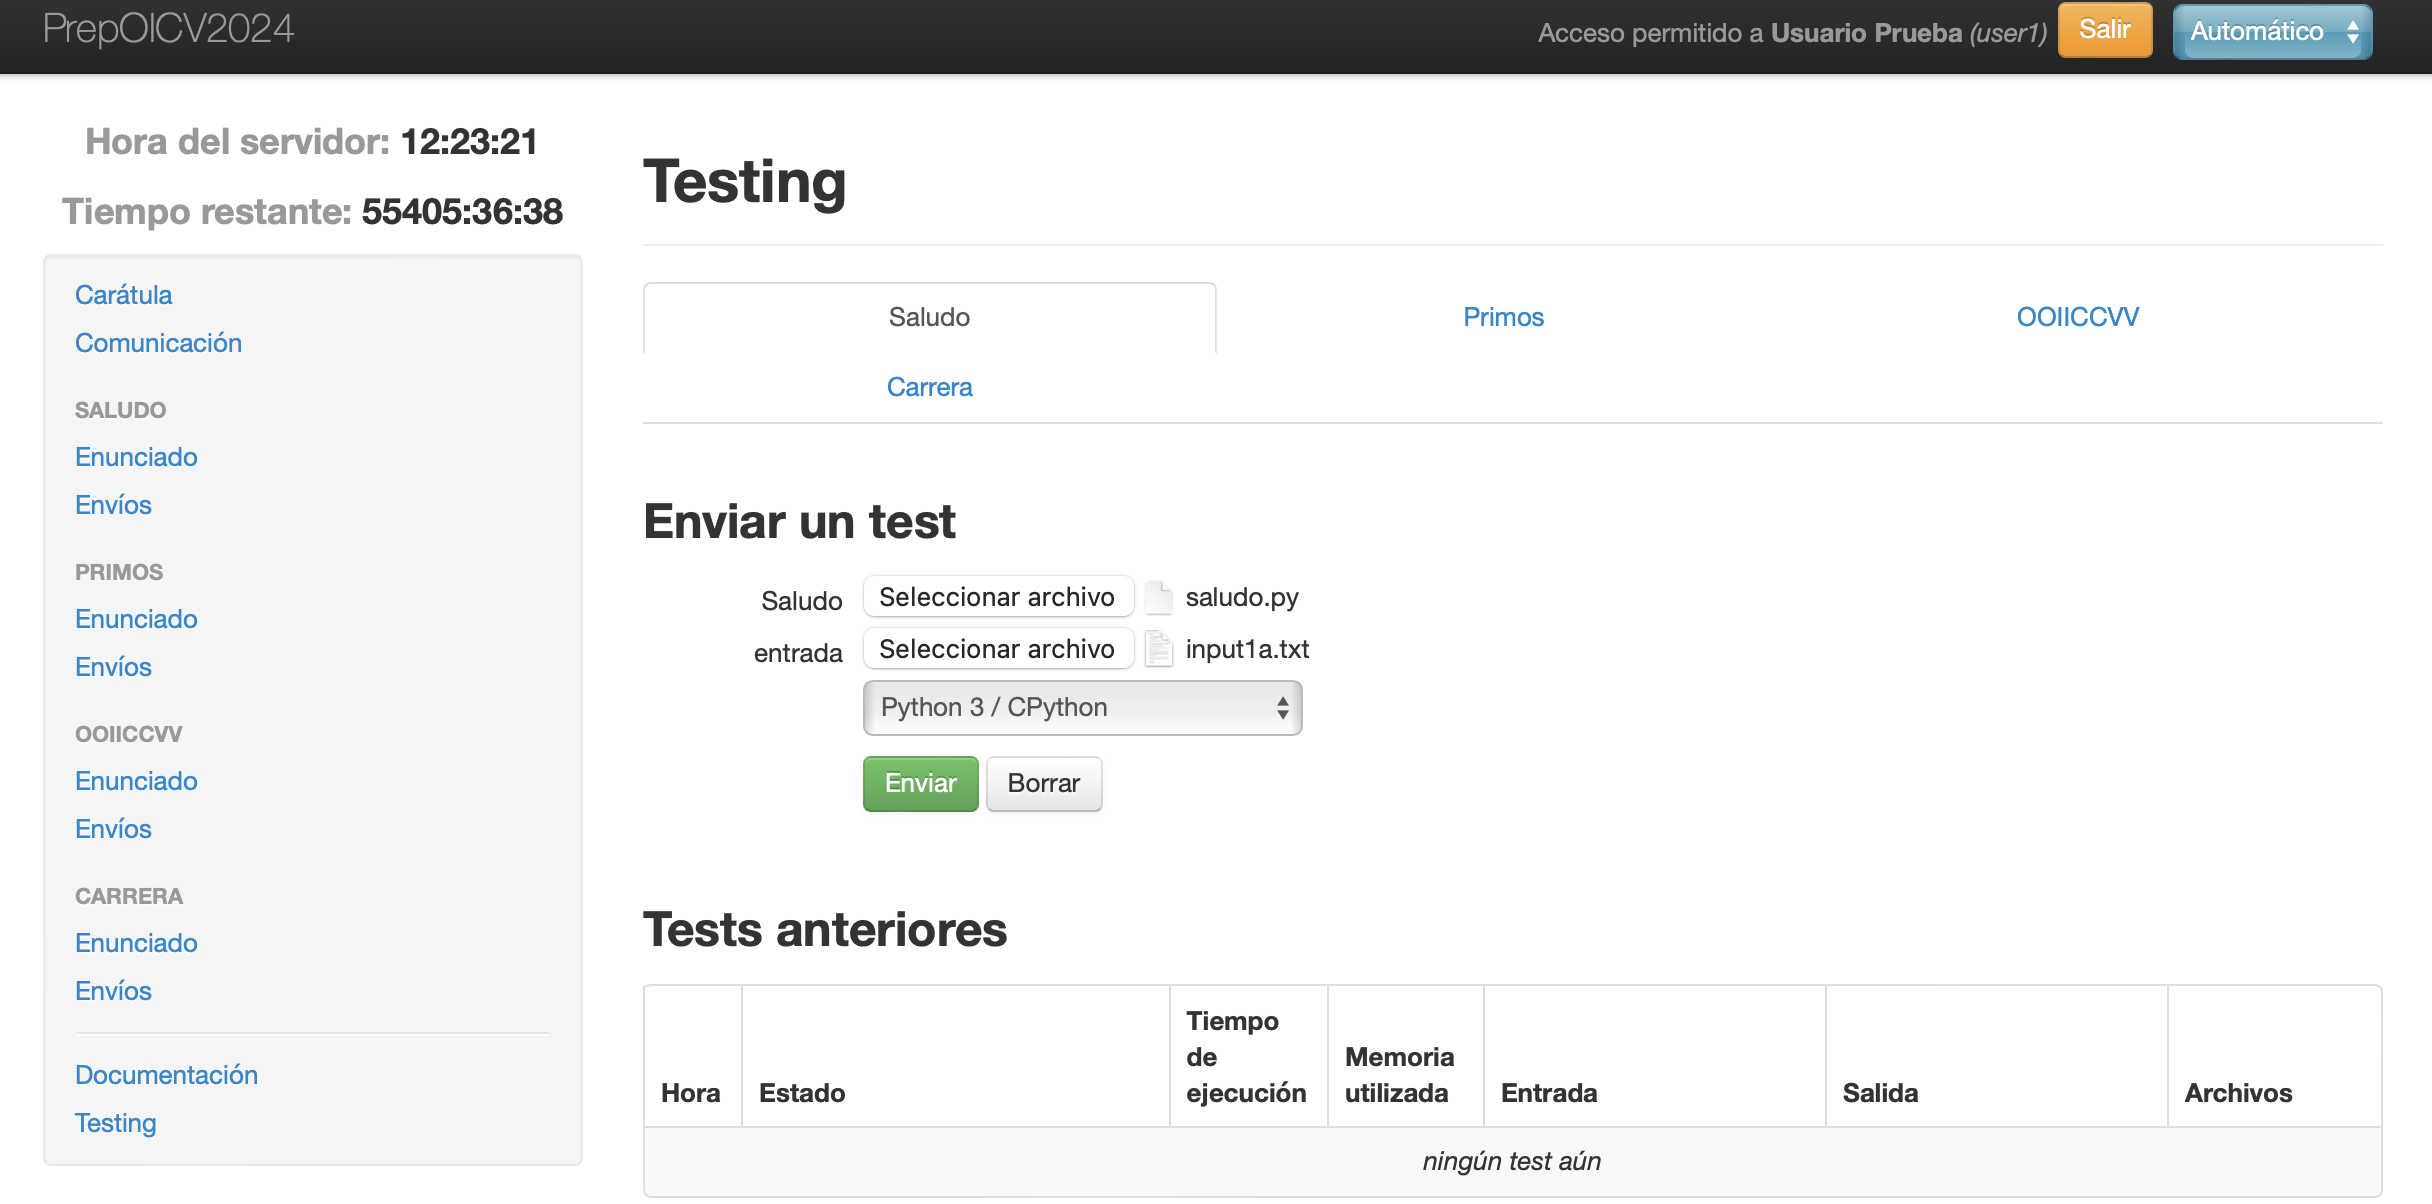 PrepOICV2024
Acceso permitido a Usuario Prueba (user1) Salir Automático
Hora del servidor: 12:23:21
Tiempo restante: 55405:36:38
Carátula
Comunicación
SALUDO
Enunciado
Envíos
PRIMOS
Enunciado
Envíos
OOIICCVV
Enunciado
Envíos
CARRERA
Enunciado
Envíos
Documentación
Testing
Testing
Saludo Primos OOIICCVV
Carrera
Enviar un test
Saludo Seleccionar archivo saludo.py
entrada Seleccionar archivo input1a.txt
Python 3 / CPython
Enviar Borrar
Tests anteriores
Hora Estado Tiempo de ejecución Memoria utilizada Entrada Salida Archivos
ningún test aún